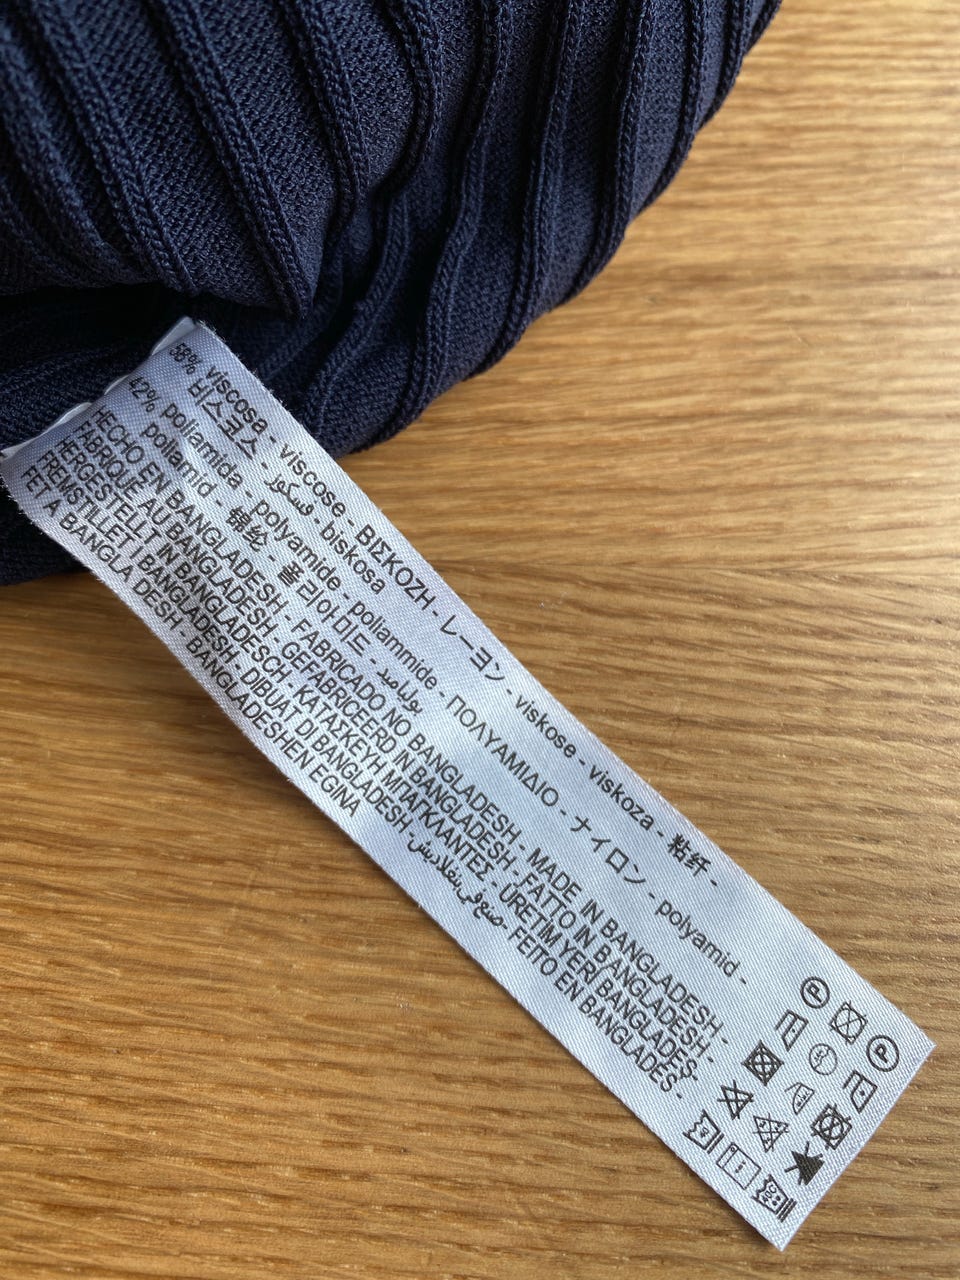 58% viscosa - viscose - ΒΙΣΚΟΖΗ - レーヨン - viskose - viskoza - 粘纤 -
비스코스 - فسكوز - biskosa
42% poliamida - polyamide - poliammide - ΠΟΛΥΑΜΙΔΙΟ - ナイロン - polyamid -
poliamid - 锦纶 - 폴리아미드 - بولياميد
HECHO EN BANGLADESH - FABRICADO NO BANGLADESH - MADE IN BANGLADESH -
FABRIQUE AU BANGLADESH - GEFABRICEERD IN BANGLADESH - FATTO IN BANGLADESH -
HERGESTELLT IN BANGLADESCH - ΚΑΤΑΣΚΕΥΗ ΜΠΑΓΚΛΑΝΤΕΣ - ÜRETIM YERI BANGLADEŞ-
FREMSTILLET I BANGLADESH- DIBUAT DI BANGLADESH -صنع في بنغلاديش- FEITO EN BANGLADES -
FET A BANGLA DESH - BANGLADESHEN EGINA
P
P